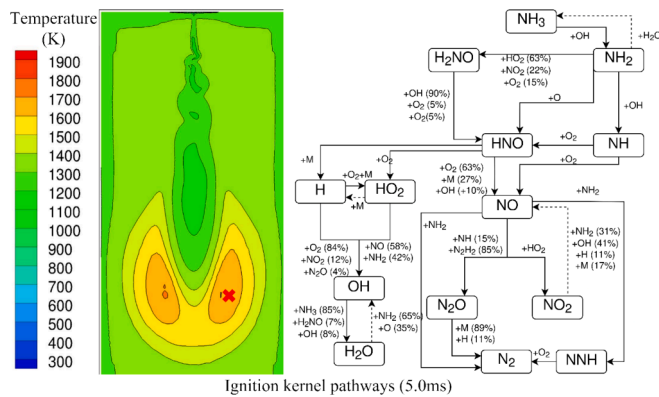 Temperature
(K)
1900
1800
1700
1600
1500
1400
1300
1200
1100
1000
900
800
700
600
500
400
300
NH3
+OH
+H2O
H2NO
+HO2 (63%)
+NO2 (22%)
+O2 (15%)
NH2
+OH (90%)
+O2 (5%)
+O2(5%)
+O
+OH
HNO
+O2
NH
+M
+O2
+O2 (63%)
+M (27%)
+OH (+10%)
+O2
+NH2
H
+O2+M
+M
HO2
NO
+NH2
+O2 (84%)
+NO2 (12%)
+N2O (4%)
+NO (58%)
+NH2 (42%)
+NH (15%)
+N2H2 (85%)
+HO2
+NH2 (31%)
+OH (41%)
+H (11%)
+M (17%)
OH
N2O
NO2
+NH3 (85%)
+H2NO (7%)
+OH (8%)
+NH2 (65%)
+O (35%)
+M (89%)
+H (11%)
H2O
N2
+O2
NNH
Ignition kernel pathways (5.0ms)